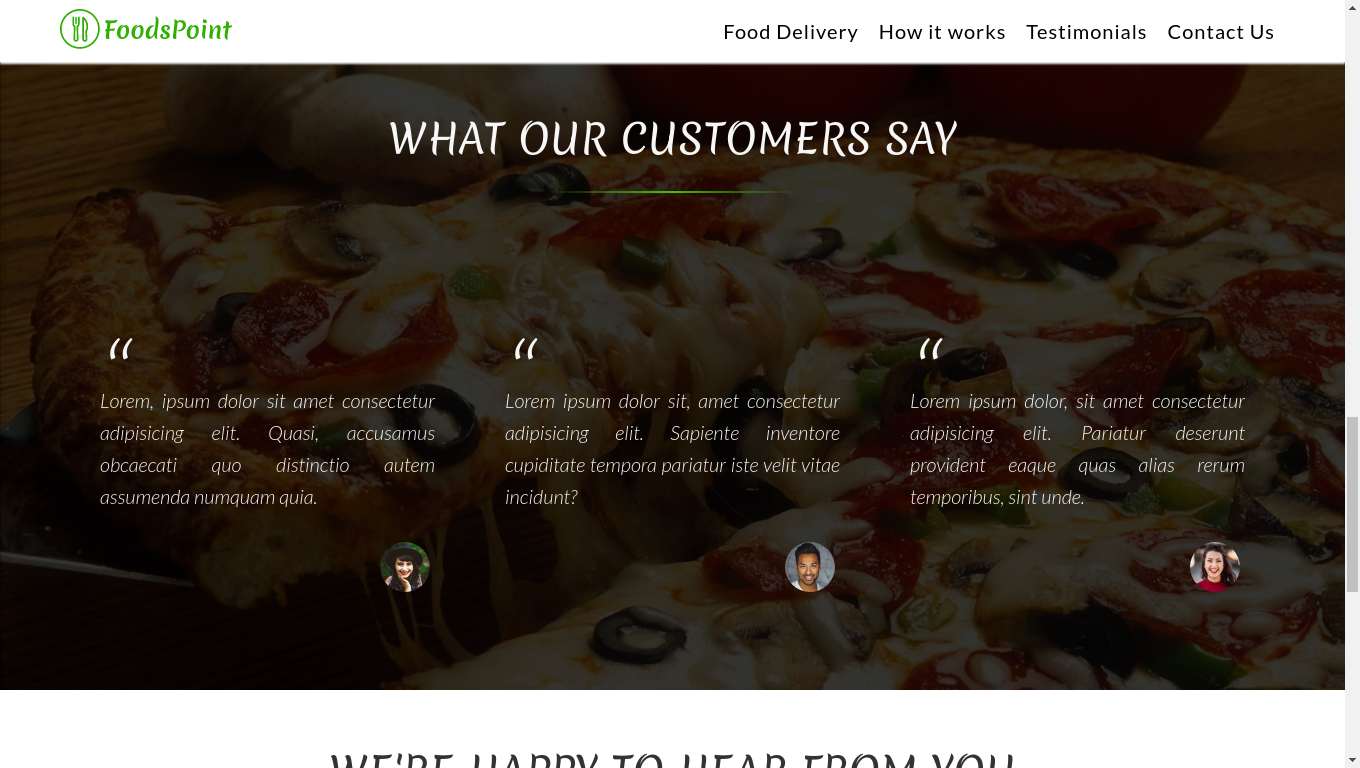 FoodsPoint
Food Delivery How it works Testimonials Contact Us
WHAT OUR CUSTOMERS SAY
“
Lorem, ipsum dolor sit amet consectetur
adipisicing elit. Quasi, accusamus
obcaecati quo distinctio autem
assumenda numquam quia.
“
Lorem ipsum dolor sit, amet consectetur
adipisicing elit. Sapiente inventore
cupiditate tempora pariatur iste velit vitae
incidunt?
“
Lorem ipsum dolor, sit amet consectetur
adipisicing elit. Pariatur deserunt
provident eaque quas alias rerum
temporibus, sint unde.
WE'RE HAPPY TO HEAR FROM YOU